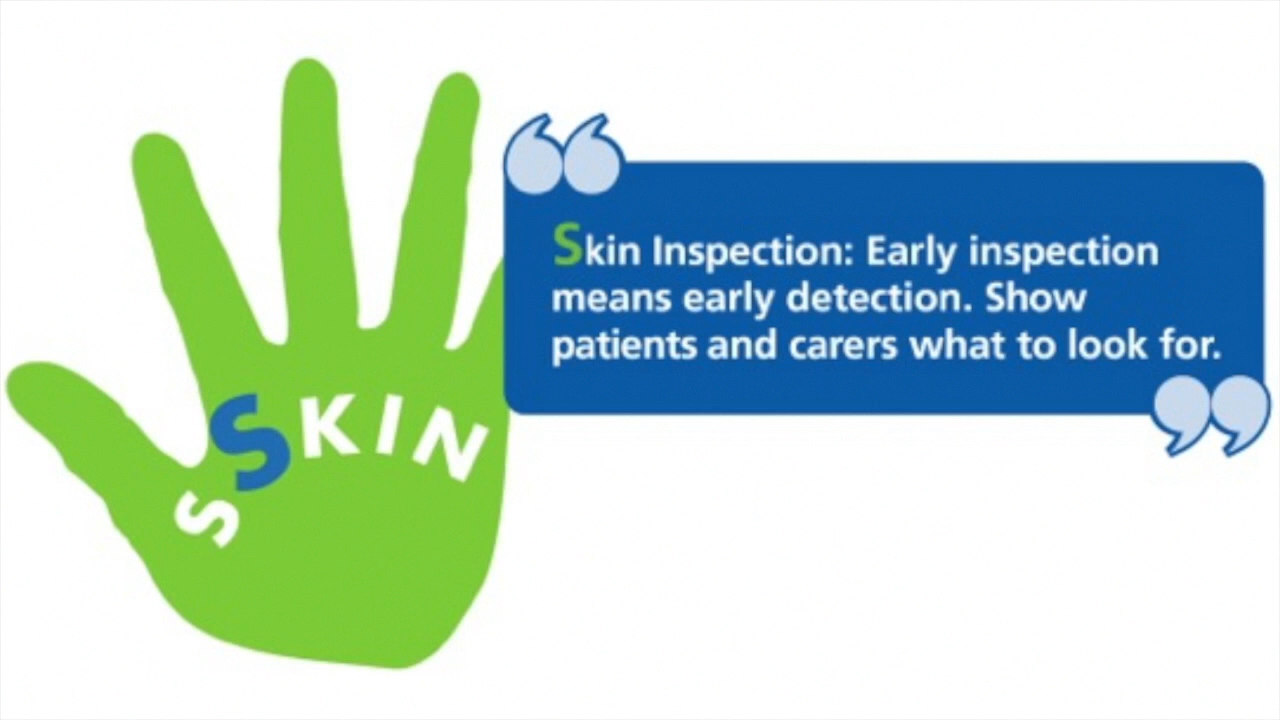 SSKIN
Skin Inspection: Early inspection
means early detection. Show
patients and carers what to look for.